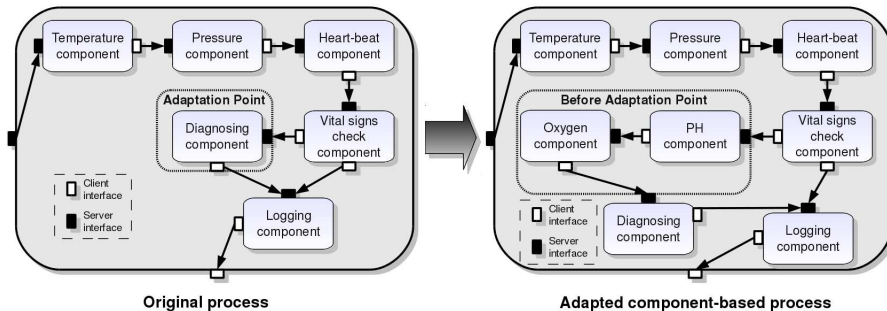 Temperature
component
Pressure
component
Heart-beat
component
Adaptation Point
Diagnosing
component
Vital signs
check
component
Client
interface
Server
interface
Logging
component
Original process
Temperature
component
Pressure
component
Heart-beat
component
Before Adaptation Point
Oxygen
component
PH
component
Vital signs
check
component
Client
interface
Server
interface
Diagnosing
component
Logging
component
Adapted component-based process